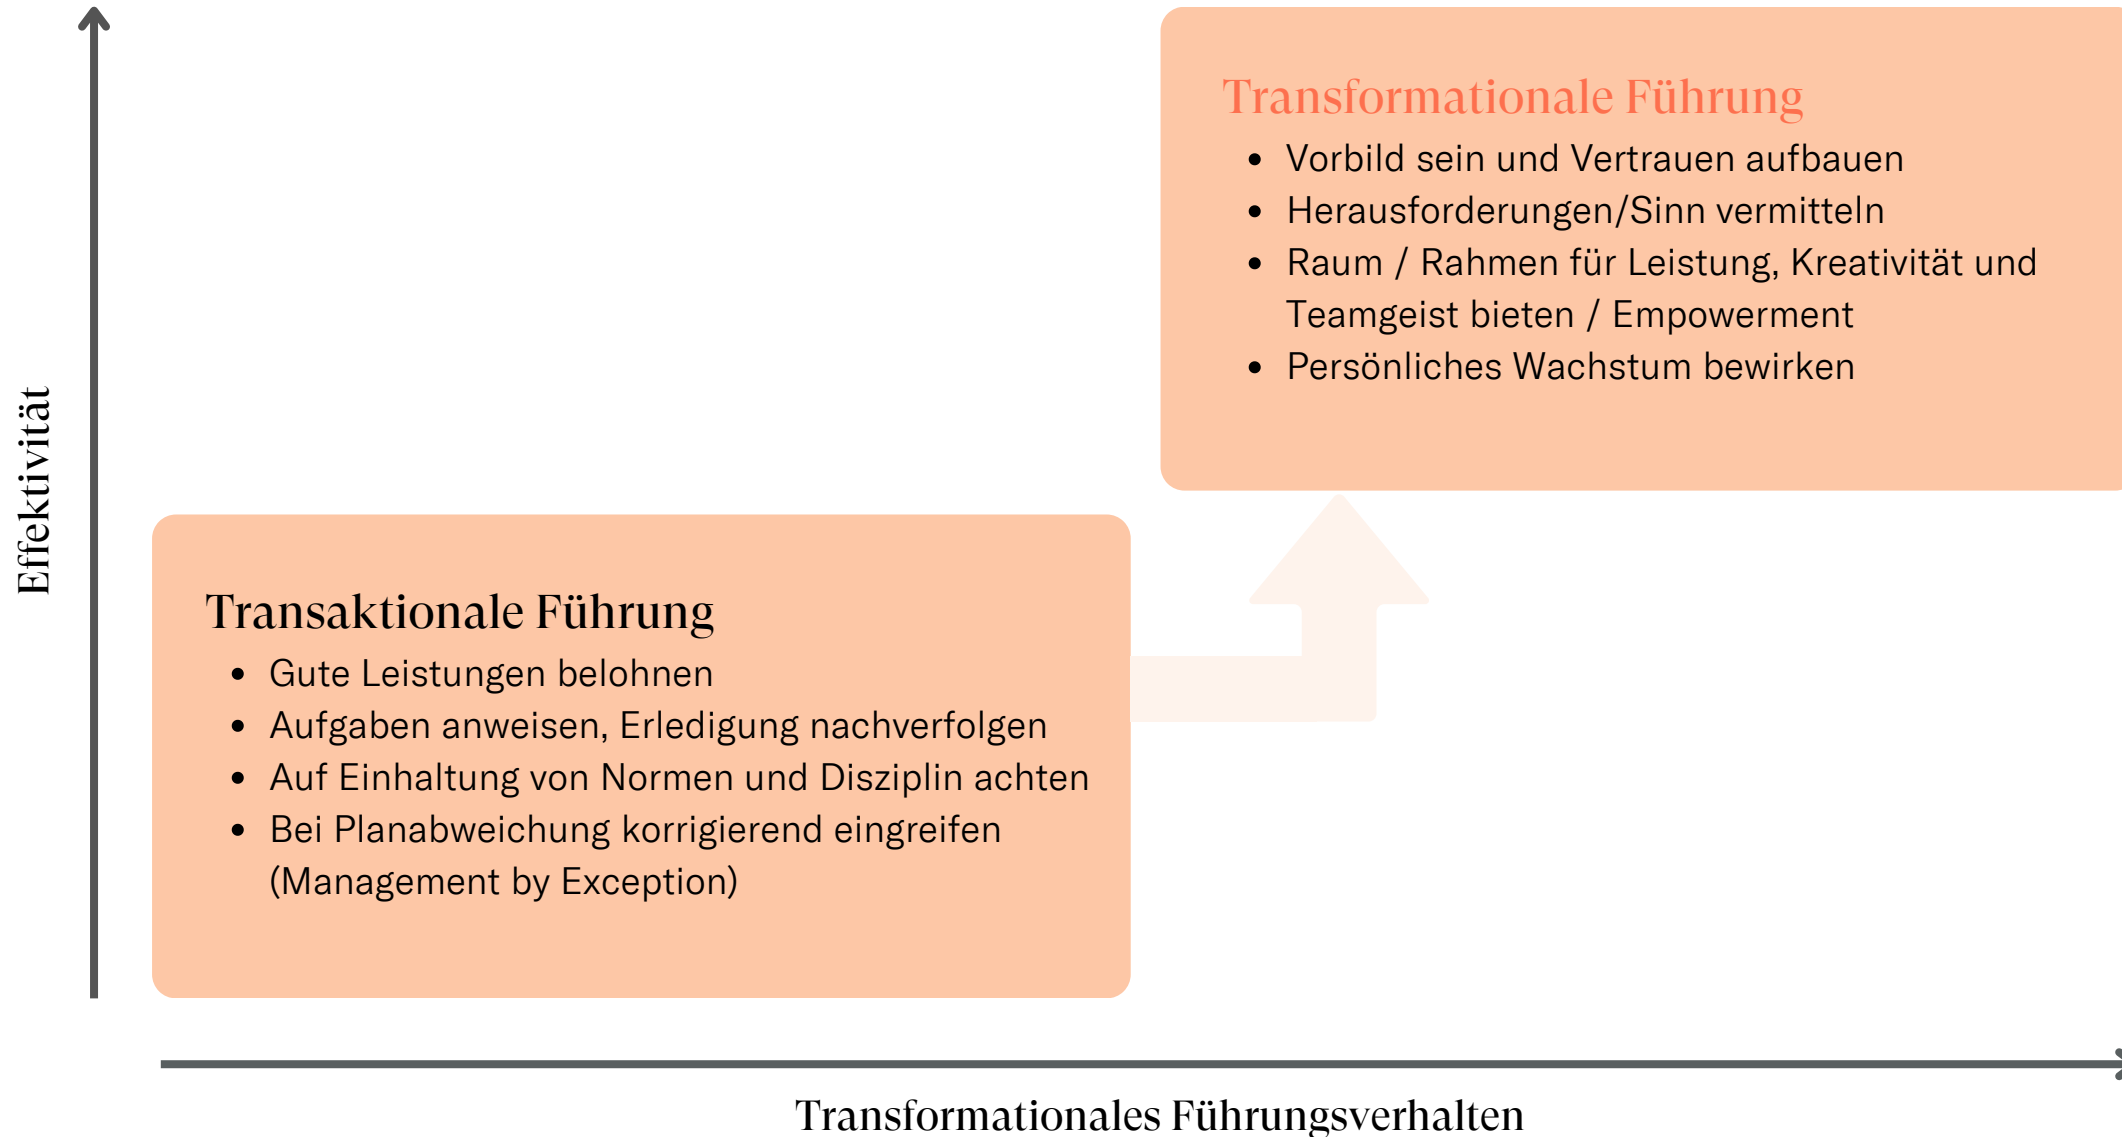 Transformationale Führung
• Vorbild sein und Vertrauen aufbauen
• Herausforderungen/Sinn vermitteln
• Raum / Rahmen für Leistung, Kreativität und
Teamgeist bieten / Empowerment
• Persönliches Wachstum bewirken
Effektivität
Transaktionale Führung
• Gute Leistungen belohnen
• Aufgaben anweisen, Erledigung nachverfolgen
• Auf Einhaltung von Normen und Disziplin achten
• Bei Planabweichung korrigierend eingreifen
(Management by Exception)
Transformationales Führungsverhalten